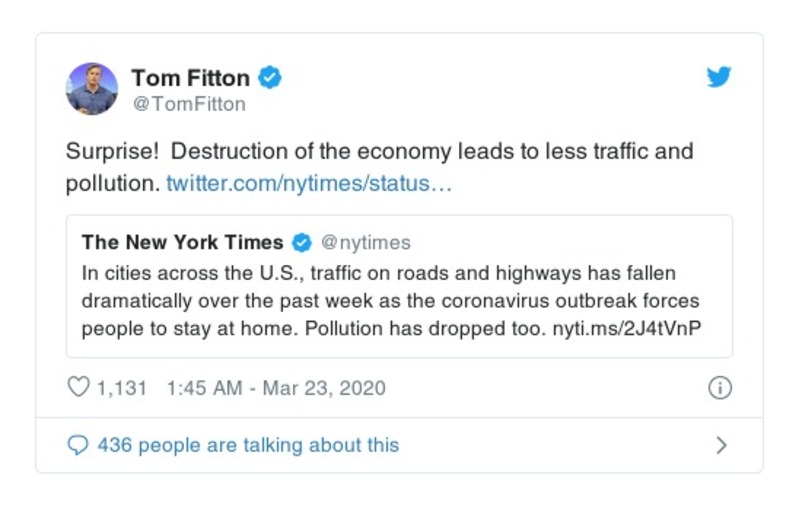 Tom Fitton
@TomFitton
Surprise!  Destruction of the economy leads to less traffic and
pollution. twitter.com/nytimes/status…
The New York Times @nytimes
In cities across the U.S., traffic on roads and highways has fallen
dramatically over the past week as the coronavirus outbreak forces
people to stay at home. Pollution has dropped too. nyti.ms/2J4tVnP
1,131 1:45 AM - Mar 23, 2020
436 people are talking about this